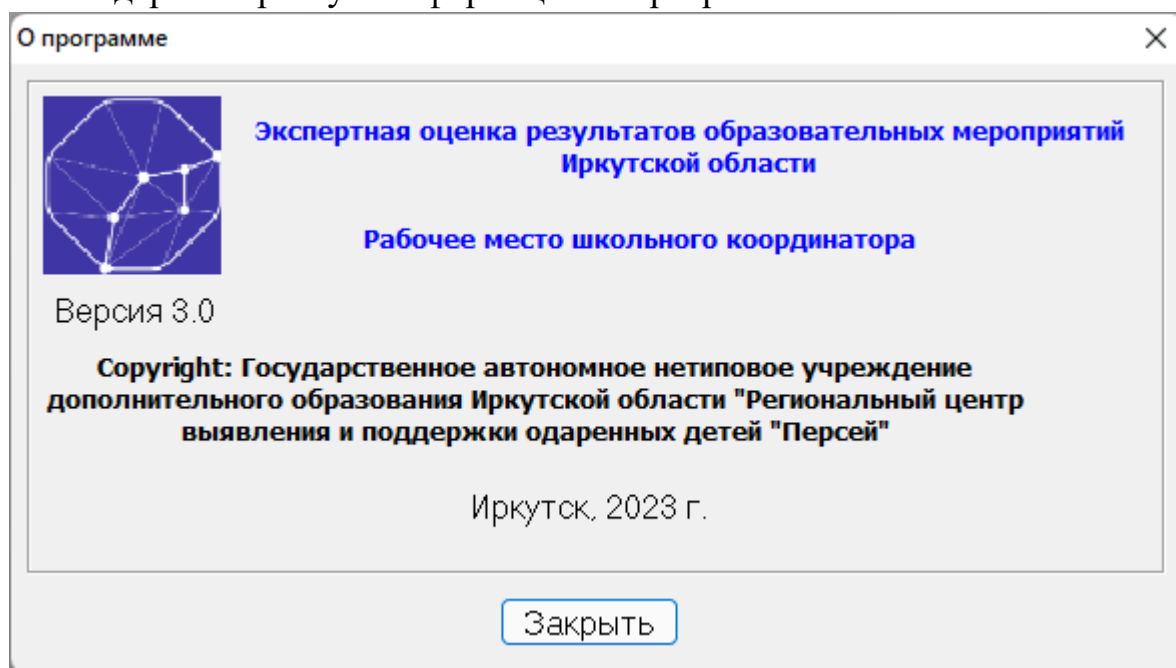 О программе
Экспертная оценка результатов образовательных мероприятий
Иркутской области
Рабочее место школьного координатора
Версия 3.0
Copyright: Государственное автономное нетиповое учреждение
дополнительного образования Иркутской области "Региональный центр
выявления и поддержки одаренных детей "Персей"
Иркутск, 2023 г.
Закрыть